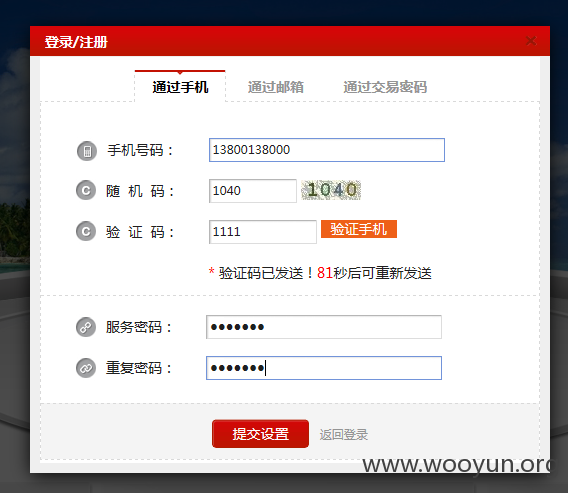 登录/注册
通过手机 通过邮箱 通过交易密码
手机号码： 13800138000
随 机 码： 1040 1040
验 证 码： 1111 验证手机
* 验证码已发送！81秒后可重新发送
服务密码： ●●●●●●●
重复密码： ●●●●●●●
提交设置 返回登录
www.wooyun.org